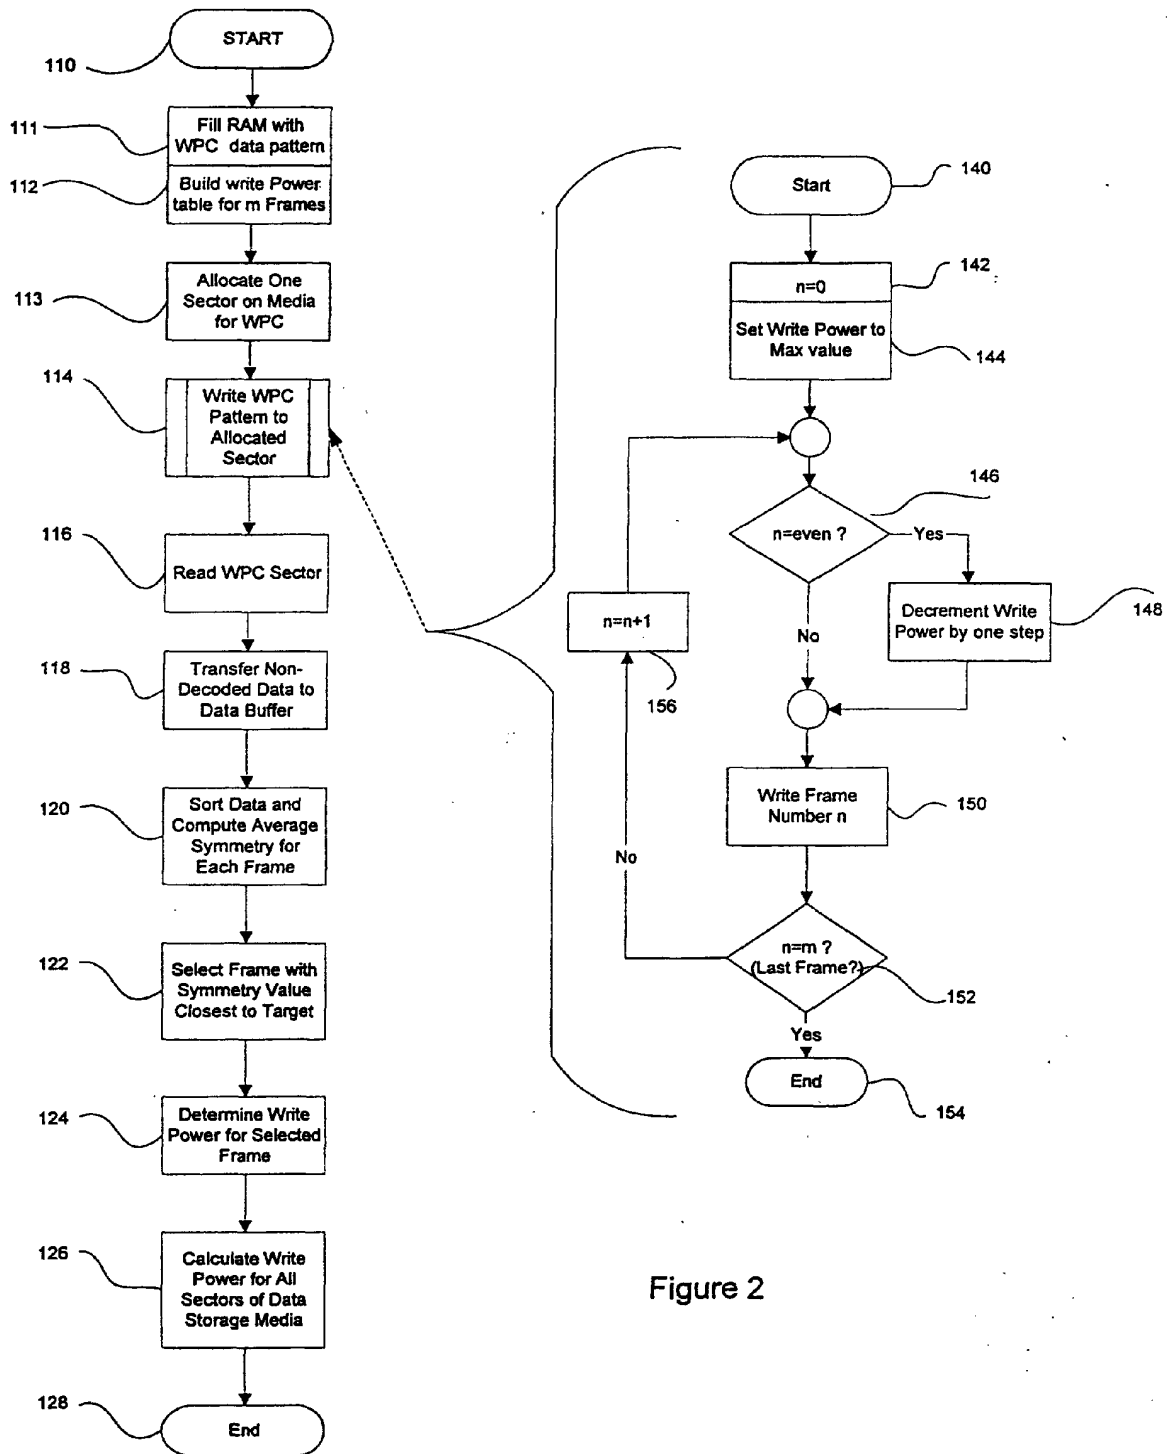 START
110
111
Fill RAM with
WPC data pattern
112
Build write Power
table for m Frames
113
Allocate One
Sector on Media
for WPC
114
Write WPC
Pattern to
Allocated
Sector
116
Read WPC Sector
118
Transfer Non-
Decoded Data to
Data Buffer
120
Sort Data and
Compute Average
Symmetry for
Each Frame
122
Select Frame with
Symmetry Value
Closest to Target
124
Determine Write
Power for Selected
Frame
126
Calculate Write
Power for All
Sectors of Data
Storage Media
128
End
Start
140
n=0
142
Set Write Power to
Max value
144
146
n=even ?
Yes
Decrement Write
Power by one step
148
No
n=n+1
156
Write Frame
Number n
150
No
n=m ?
(Last Frame?)
152
Yes
End
154
Figure 2